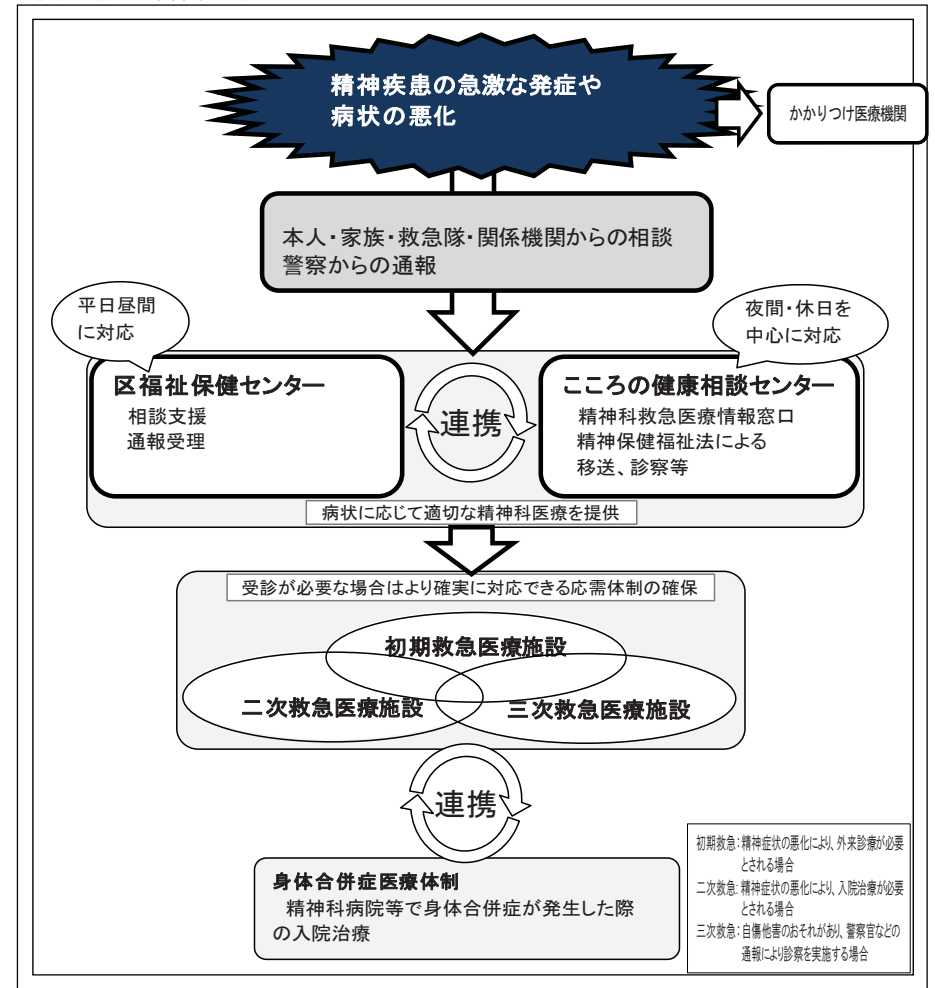 精神疾患の急激な発症や
病状の悪化
かかりつけ医療機関
本人・家族・救急隊・関係機関からの相談
警察からの通報
平日昼間
に対応
夜間・休日を
中心に対応
区福祉保健センター
相談支援
通報受理
連携
こころの健康相談センター
精神科救急医療情報窓口
精神保健福祉法による
移送、診察等
病状に応じて適切な精神科医療を提供
受診が必要な場合はより確実に対応できる応需体制の確保
初期救急医療施設
二次救急医療施設
三次救急医療施設
連携
身体合併症医療体制
精神科病院等で身体合併症が発生した際
の入院治療
初期救急：精神症状の悪化により、外来診療が必要
とされる場合
二次救急：精神症状の悪化により、入院治療が必要
とされる場合
三次救急：自傷他害のおそれがあり、警察官などの
通報により診察を実施する場合